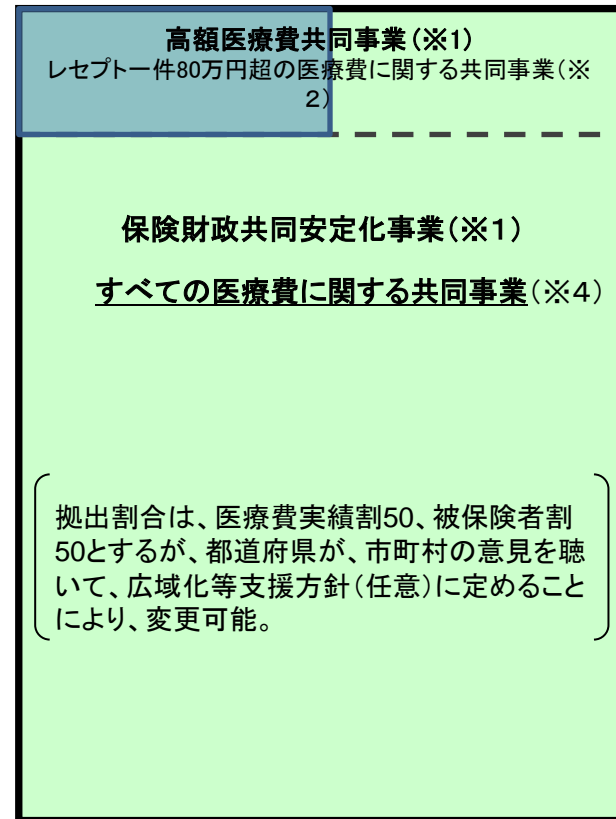 高額医療費共同事業(※1)
レセプト一件80万円超の医療費に関する共同事業(※
2)
保険財政共同安定化事業(※1)
すべての医療費に関する共同事業(※4)
拠出割合は、医療費実績割50、被保険者割
50とするが、都道府県が、市町村の意見を聴
いて、広域化等支援方針(任意)に定めること
により、変更可能。